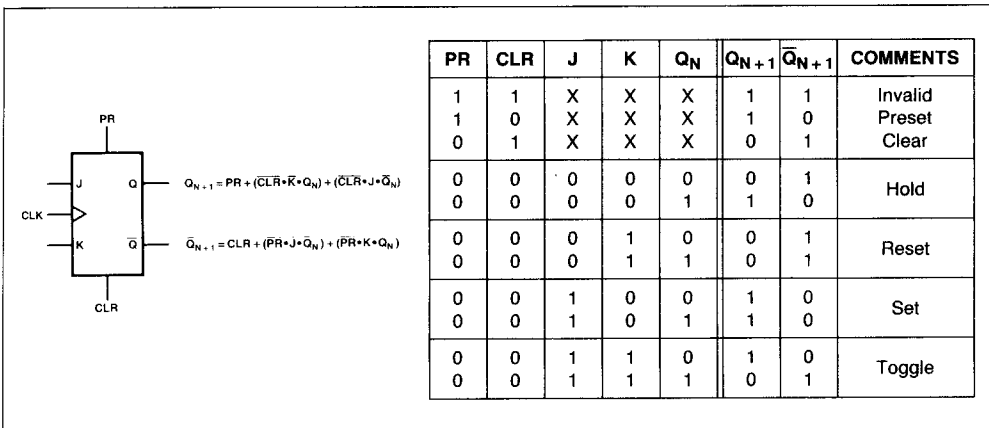 PR
J Q
CLK
K Q̅
CLR
Q_N+1 = PR + (C̅L̅R̅•K̅•Q_N) + (C̅L̅R̅•J•Q̅_N)
Q̅_N+1 = CLR + (P̅R̅•J̅•Q̅_N) + (P̅R̅•K•Q_N)
PR CLR J K Q_N Q_N+1 Q̅_N+1 COMMENTS
1 1 X X X 1 1 Invalid
1 0 X X X 1 0 Preset
0 1 X X X 0 1 Clear
0 0 0 0 0 0 1
Hold
0 0 0 0 1 1 0
0 0 0 1 0 0 1
Reset
0 0 0 1 1 0 1
0 0 1 0 0 1 0
Set
0 0 1 0 1 1 0
0 0 1 1 0 1 0
Toggle
0 0 1 1 1 0 1